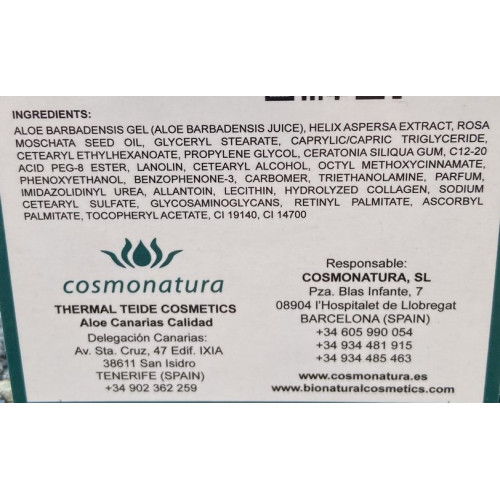 INGREDIENTS:
ALOE BARBADENSIS GEL (ALOE BARBADENSIS JUICE), HELIX ASPERSA EXTRACT, ROSA
MOSCHATA SEED OIL, GLYCERYL STEARATE, CAPRYLIC/CAPRIC TRIGLYCERIDE,
CETEARYL ETHYLHEXANOATE, PROPYLENE GLYCOL, CERATONIA SILIQUA GUM, C12-20
ACID PEG-8 ESTER, LANOLIN, CETEARYL ALCOHOL, OCTYL METHOXYCINNAMATE,
PHENOXYETHANOL, BENZOPHENONE-3, CARBOMER, TRIETHANOLAMINE, PARFUM,
IMIDAZOLIDINYL UREA, ALLANTOIN, LECITHIN, HYDROLYZED COLLAGEN, SODIUM
CETEARYL SULFATE, GLYCOSAMINOGLYCANS, RETINYL PALMITATE, ASCORBYL
PALMITATE, TOCOPHERYL ACETATE, CI 19140, CI 14700
cosmonatura
THERMAL TEIDE COSMETICS
Aloe Canarias Calidad
Delegación Canarias:
Av. Sta. Cruz, 47 Edif. IXIA
38611 San Isidro
TENERIFE (SPAIN)
+34 902 362 259
Responsable:
COSMONATURA, SL
Pza. Blas Infante, 7
08904 l'Hospitalet de Llobregat
BARCELONA (SPAIN)
+34 605 990 054
+34 934 481 915
+34 934 485 463
www.cosmonatura.es
www.bionaturalcosmetics.com